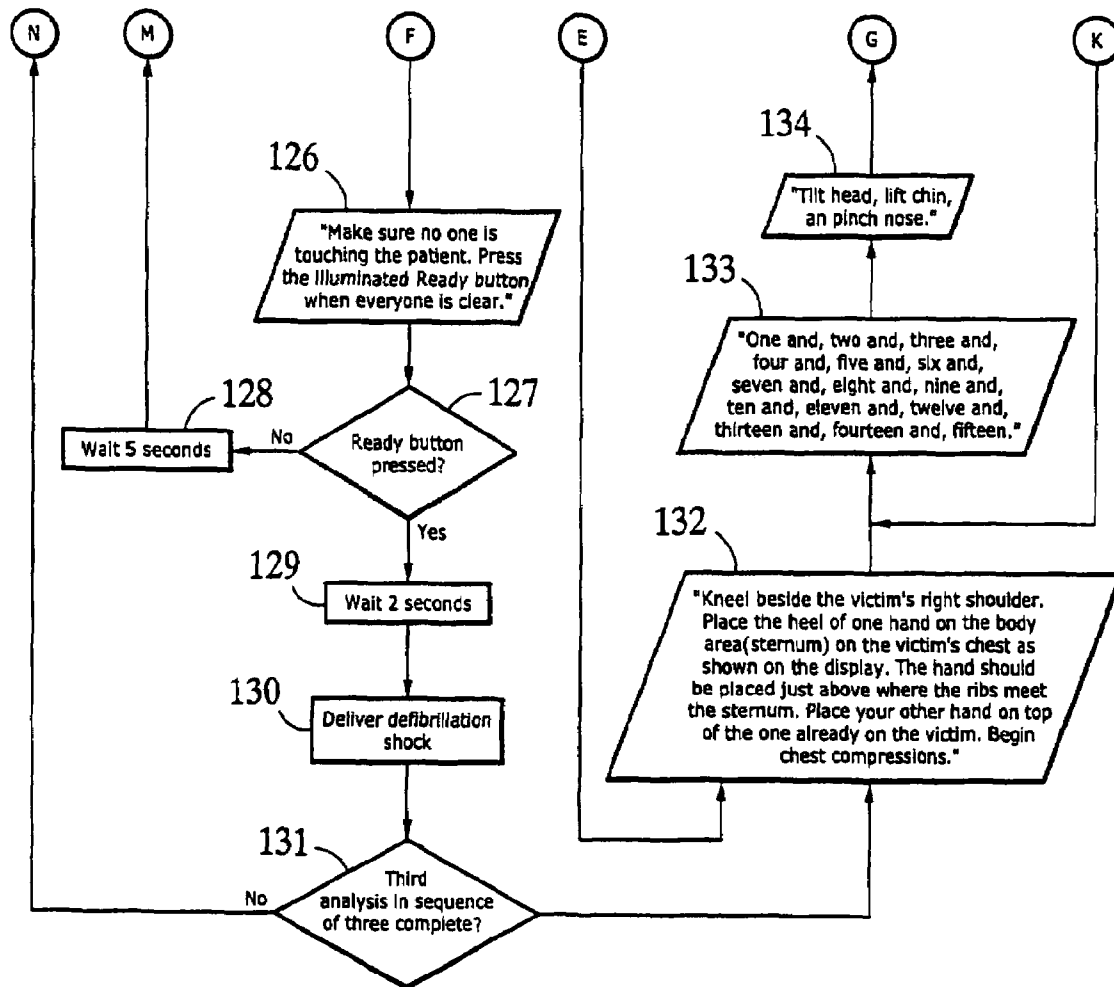 N
M
F
E
G
K
126
"Make sure no one is
touching the patient. Press
the Illuminated Ready button
when everyone is clear."
127
Ready button
pressed?
No
128
Wait 5 seconds
Yes
129
Wait 2 seconds
130
Deliver defibrillation
shock
131
Third
analysis in sequence
of three complete?
No
134
"Tilt head, lift chin,
an pinch nose."
133
"One and, two and, three and,
four and, five and, six and,
seven and, eight and, nine and,
ten and, eleven and, twelve and,
thirteen and, fourteen and, fifteen."
132
"Kneel beside the victim's right shoulder.
Place the heel of one hand on the body
area(sternum) on the victim's chest as
shown on the display. The hand should
be placed just above where the ribs meet
the sternum. Place your other hand on top
of the one already on the victim. Begin
chest compressions."